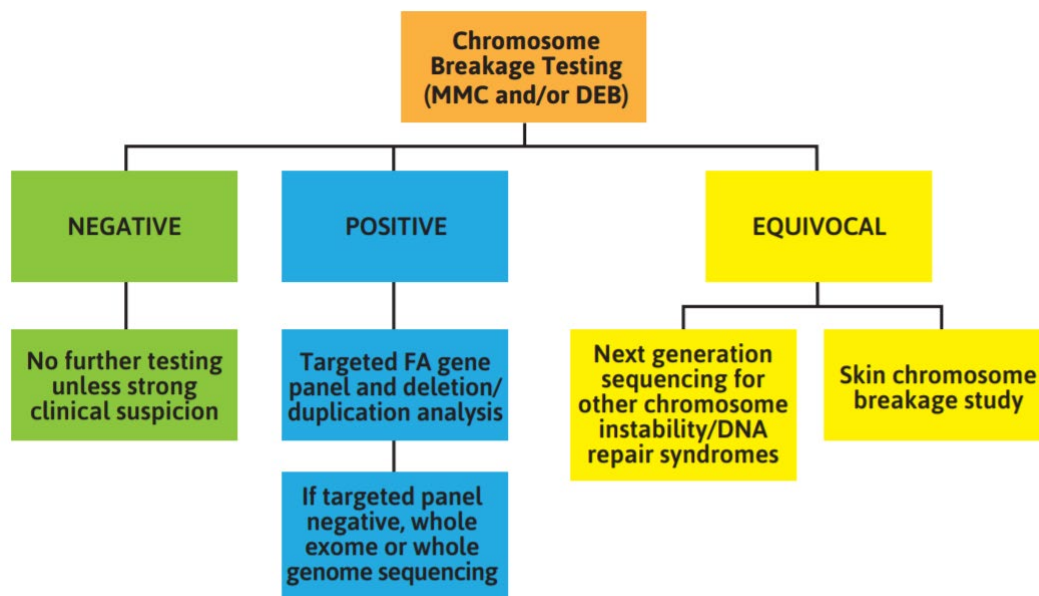 Chromosome
Breakage Testing
(MMC and/or DEB)
NEGATIVE
POSITIVE
EQUIVOCAL
No further testing
unless strong
clinical suspicion
Targeted FA gene
panel and deletion/
duplication analysis
Next generation
sequencing for
other chromosome
instability/DNA
repair syndromes
Skin chromosome
breakage study
If targeted panel
negative, whole
exome or whole
genome sequencing